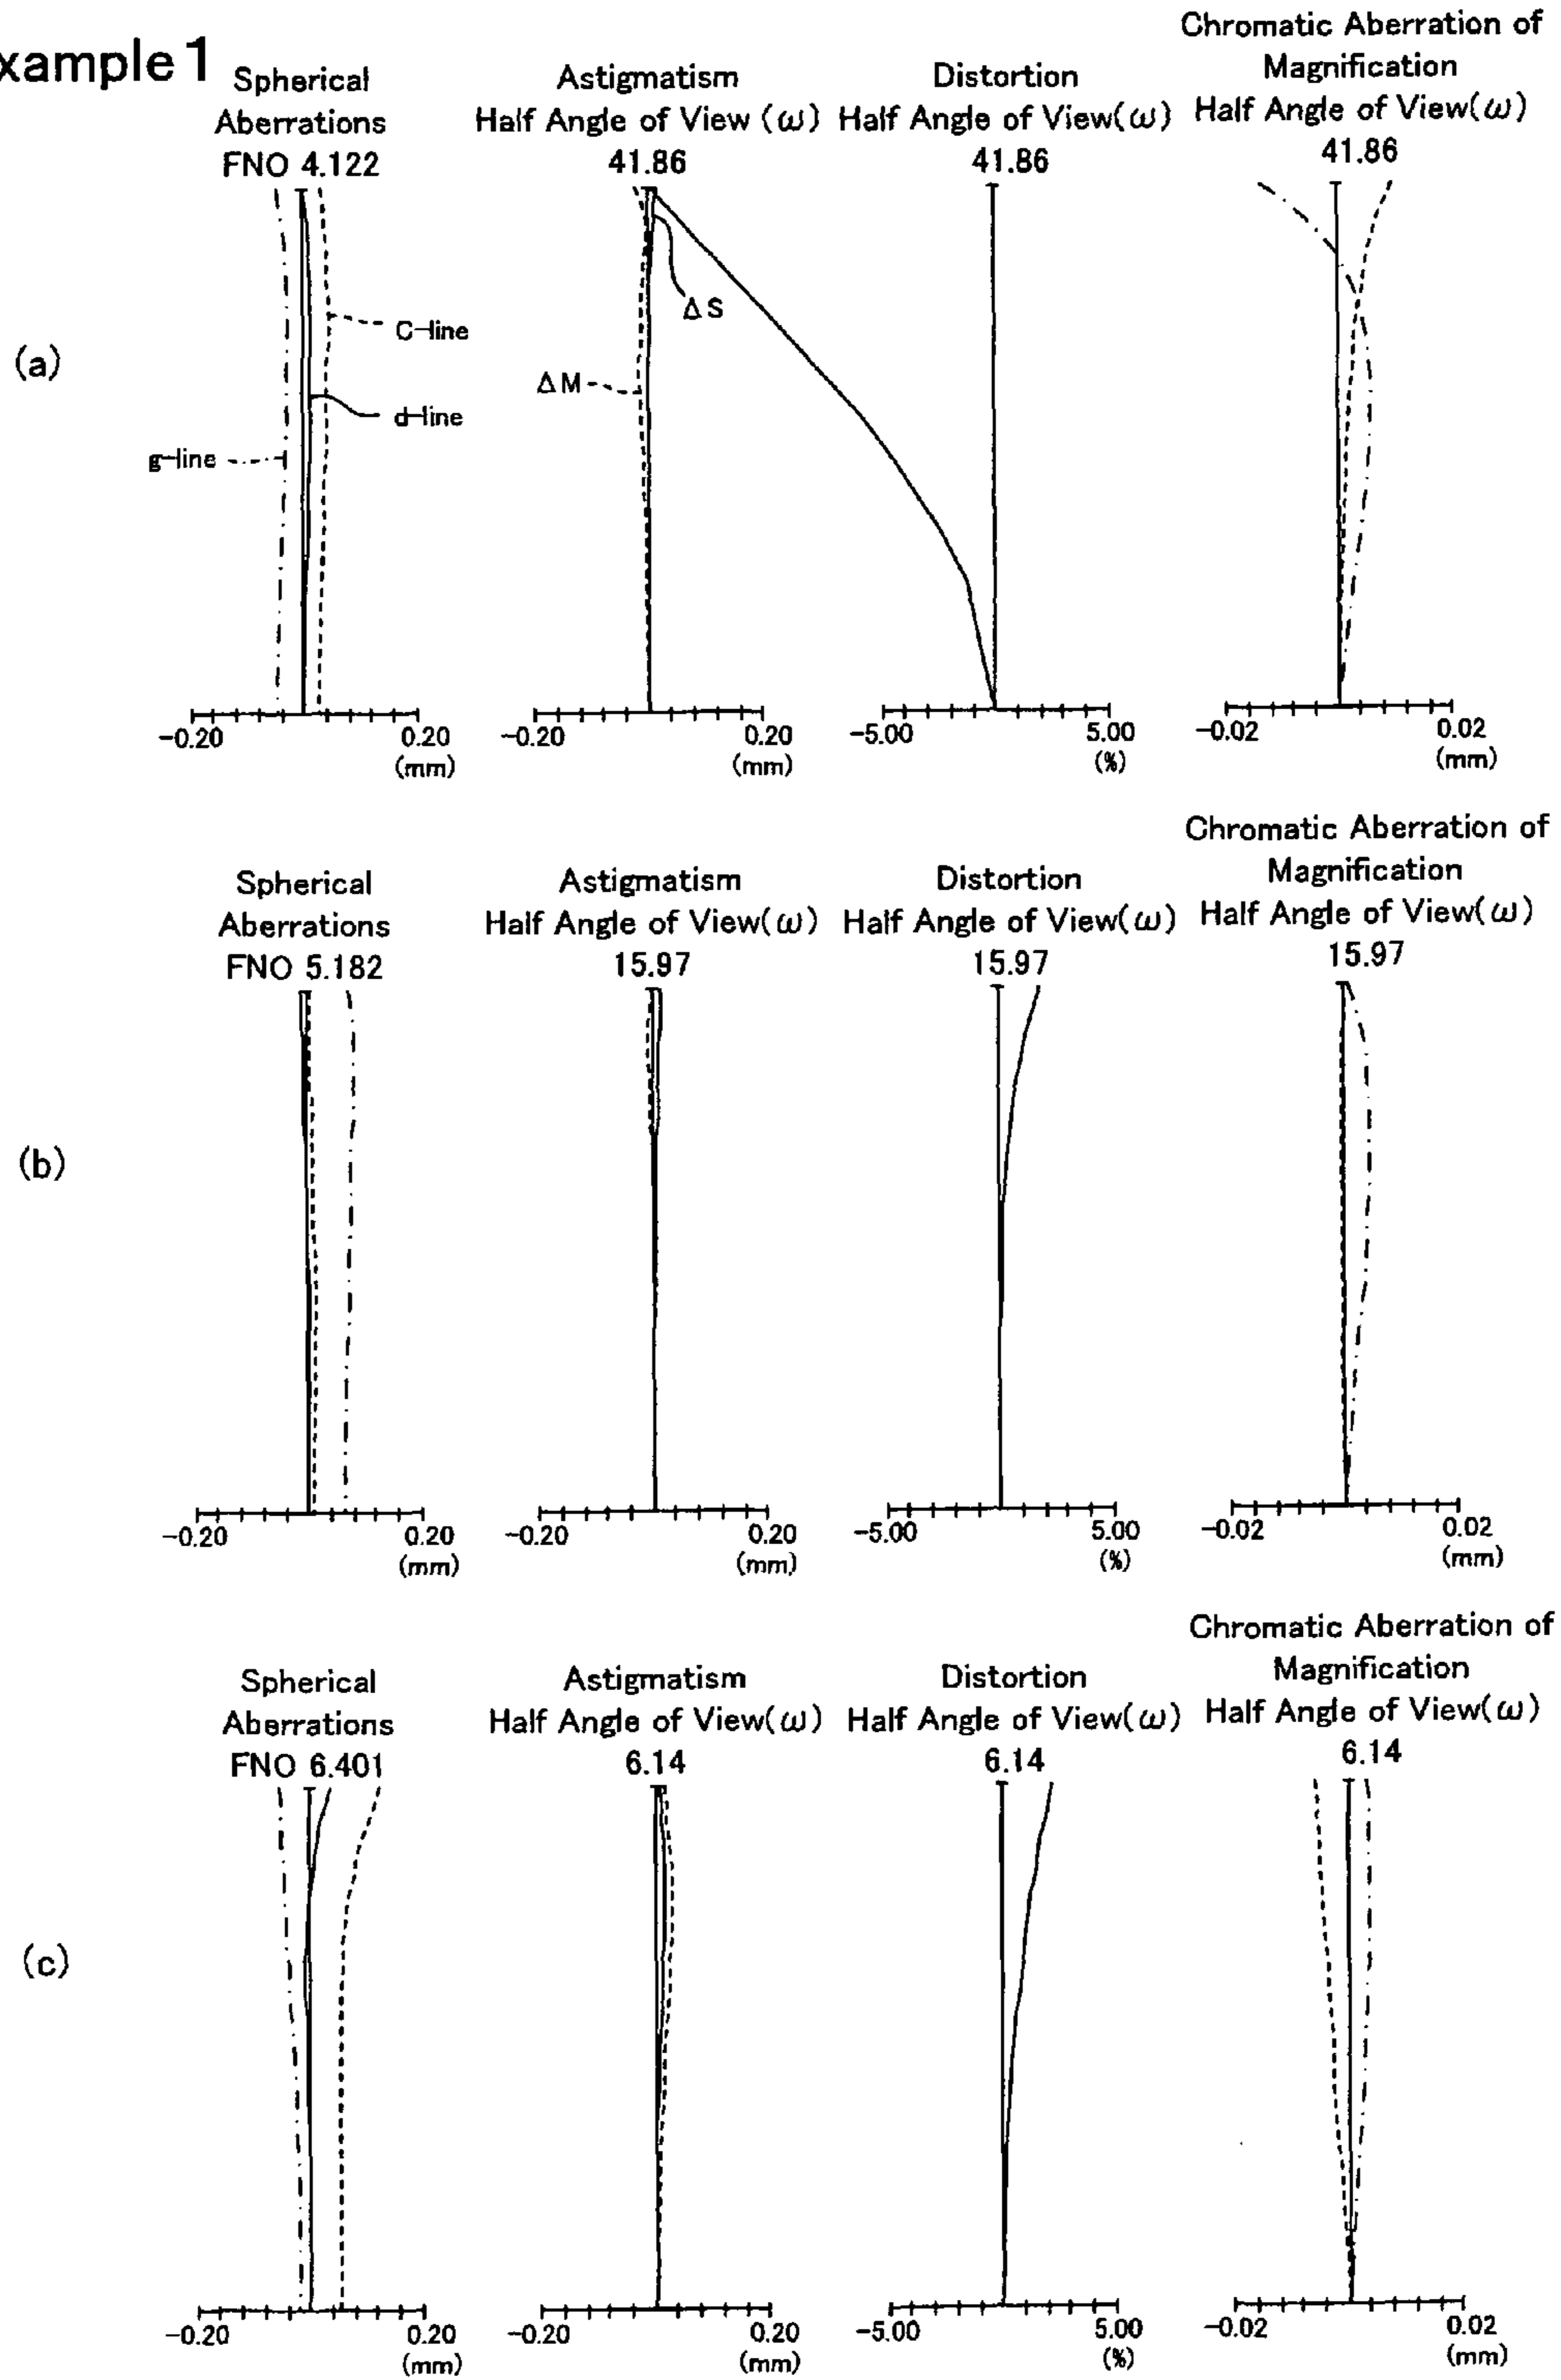 xample 1
Spherical
Aberrations
FNO 4.122
Astigmatism
Half Angle of View (ω)
41.86
Distortion
Half Angle of View(ω)
41.86
Chromatic Aberration of
Magnification
Half Angle of View(ω)
41.86
(a)
C-line
d-line
g-line
ΔS
ΔM
-0.20 0.20
(mm)
-0.20 0.20
(mm)
-5.00 5.00
(%)
-0.02 0.02
(mm)
Spherical
Aberrations
FNO 5.182
Astigmatism
Half Angle of View(ω)
15.97
Distortion
Half Angle of View(ω)
15.97
Chromatic Aberration of
Magnification
Half Angle of View(ω)
15.97
(b)
-0.20 0.20
(mm)
-0.20 0.20
(mm)
-5.00 5.00
(%)
-0.02 0.02
(mm)
Spherical
Aberrations
FNO 6.401
Astigmatism
Half Angle of View(ω)
6.14
Distortion
Half Angle of View(ω)
6.14
Chromatic Aberration of
Magnification
Half Angle of View(ω)
6.14
(c)
-0.20 0.20
(mm)
-0.20 0.20
(mm)
-5.00 5.00
(%)
-0.02 0.02
(mm)